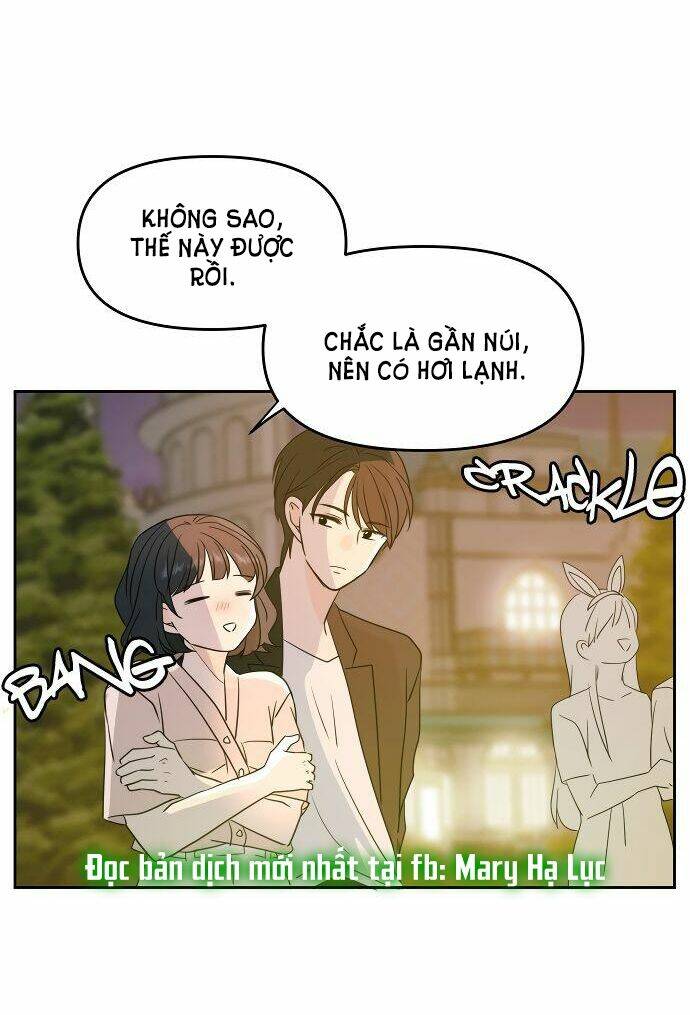 KHÔNG SAO,
THẾ NÀY ĐƯỢC
RỒI.
CHẮC LÀ GẦN NÚI,
NÊN CÓ HƠI LẠNH.
CRACKLE
BANG
Đọc bản dịch mới nhất tại fb: Mary Hạ Lục